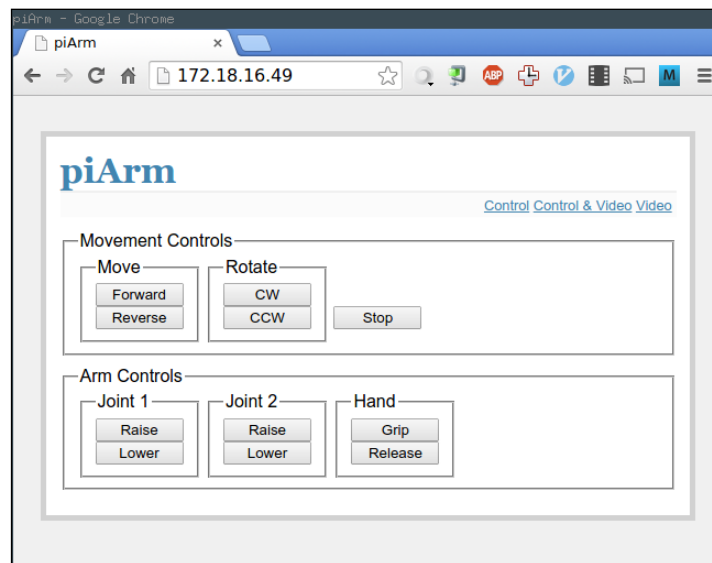 piArm - Google Chrome
piArm ×
172.18.16.49 ABP M
piArm
Control Control & Video Video
Movement Controls
Move Rotate
Forward CW
Reverse CCW Stop
Arm Controls
Joint 1 Joint 2 Hand
Raise Raise Grip
Lower Lower Release